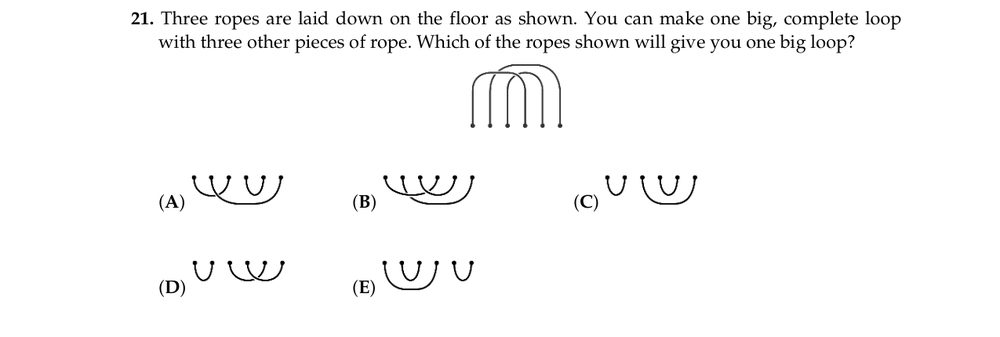 21. Three ropes are laid down on the floor as shown. You can make one big, complete loop
with three other pieces of rope. Which of the ropes shown will give you one big loop?
(A) (B) (C)
(D) (E)